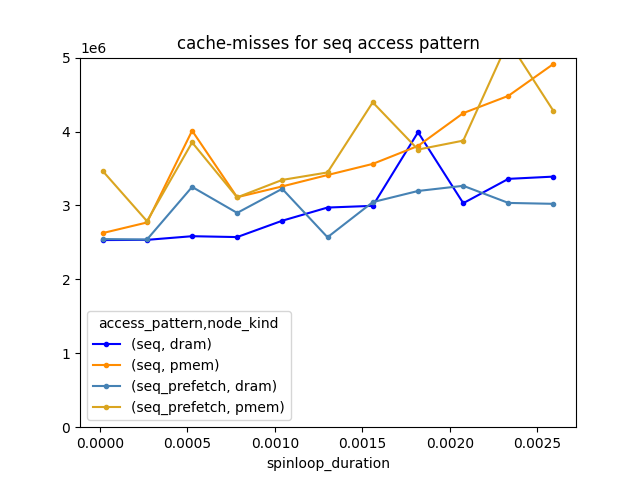 cache-misses for seq access pattern
1e6
5
4
3
2
1
0
access_pattern,node_kind
(seq, dram)
(seq, pmem)
(seq_prefetch, dram)
(seq_prefetch, pmem)
0.0000 0.0005 0.0010 0.0015 0.0020 0.0025
spinloop_duration